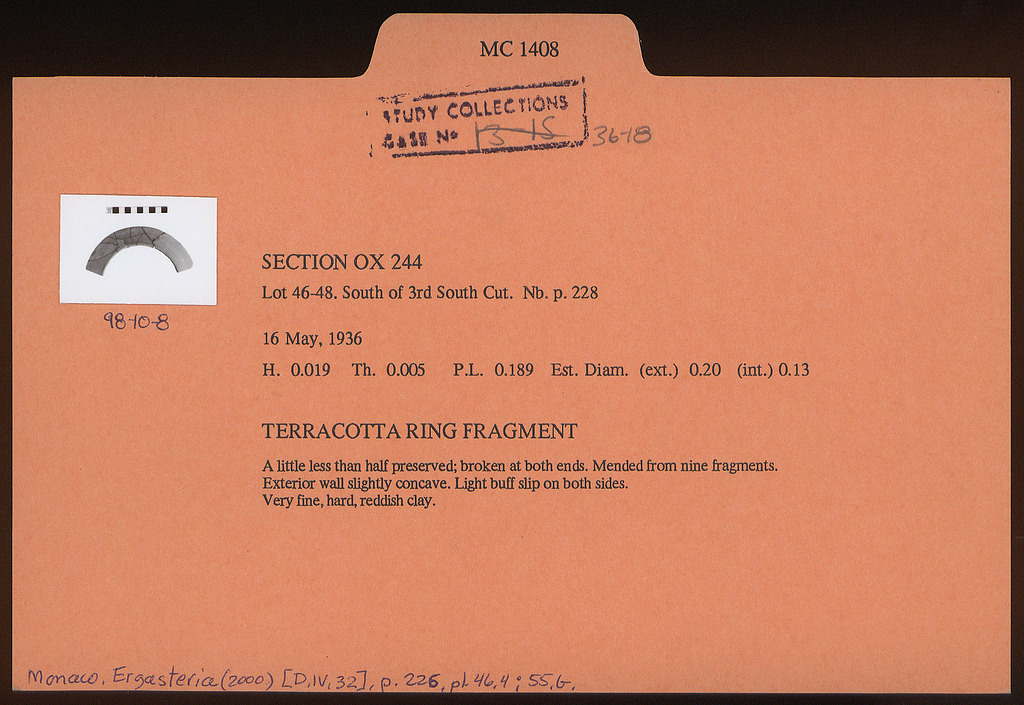 MC 1408
STUDY COLLECTIONS
CASE No 13-15 36-18
98-10-8
SECTION OX 244
Lot 46-48. South of 3rd South Cut. Nb. p. 228
16 May, 1936
H. 0.019 Th. 0.005 P.L. 0.189 Est. Diam. (ext.) 0.20 (int.) 0.13
TERRACOTTA RING FRAGMENT
A little less than half preserved; broken at both ends. Mended from nine fragments.
Exterior wall slightly concave. Light buff slip on both sides.
Very fine, hard, reddish clay.
Monaco, Ergasteria (2000) [D,IV,32], p. 226, pl. 46,4; 55,G.